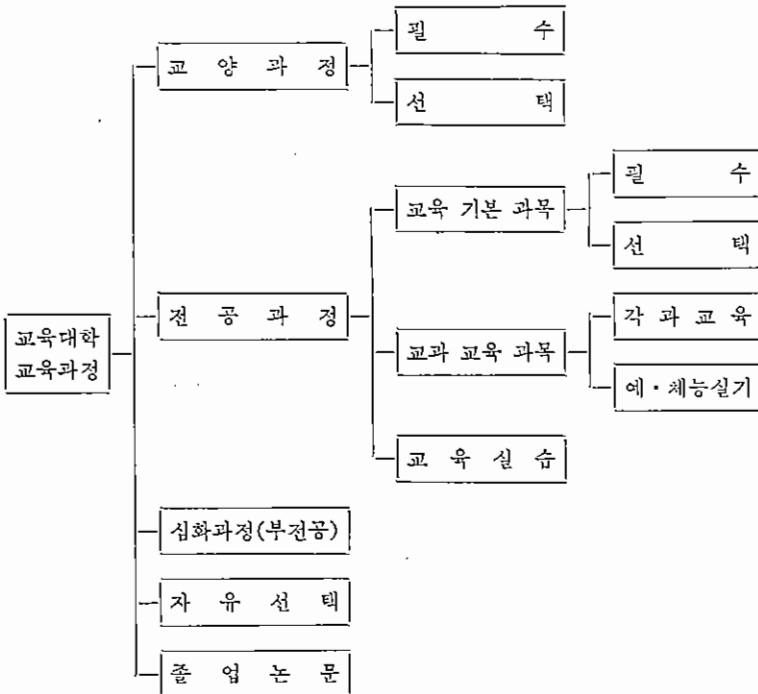 필 수
교 양 과 정
선 택
필 수
교육 기본 과목
선 택
전 공 과 정
각 과 교 육
교육대학
교육과정
교과 교육 과목
예·체능실기
교 육 실 습
심화과정(부전공)
자 유 선 택
졸 업 논 문